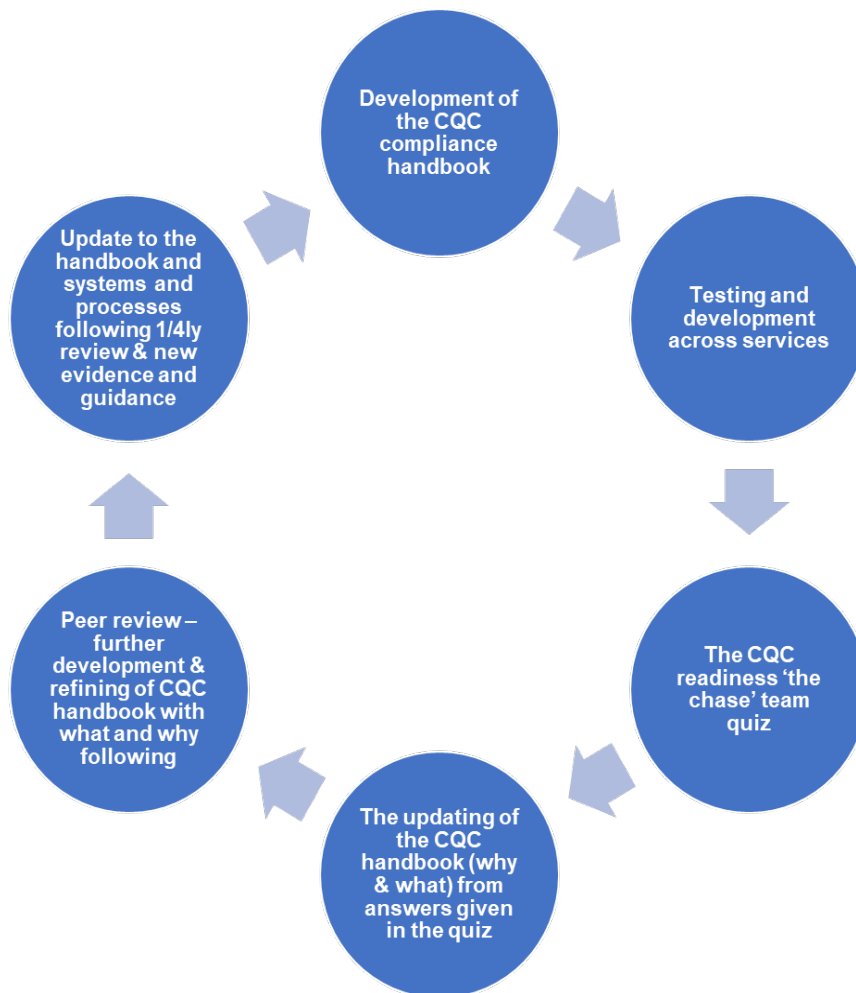 Development of
the CQC
compliance
handbook
Testing and
development
across services
The CQC
readiness ‘the
chase’ team
quiz
The updating of
the CQC
handbook (why
& what) from
answers given
in the quiz
Peer review –
further
development &
refining of CQC
handbook with
what and why
following
Update to the
handbook and
systems and
processes
following 1/4ly
review & new
evidence and
guidance